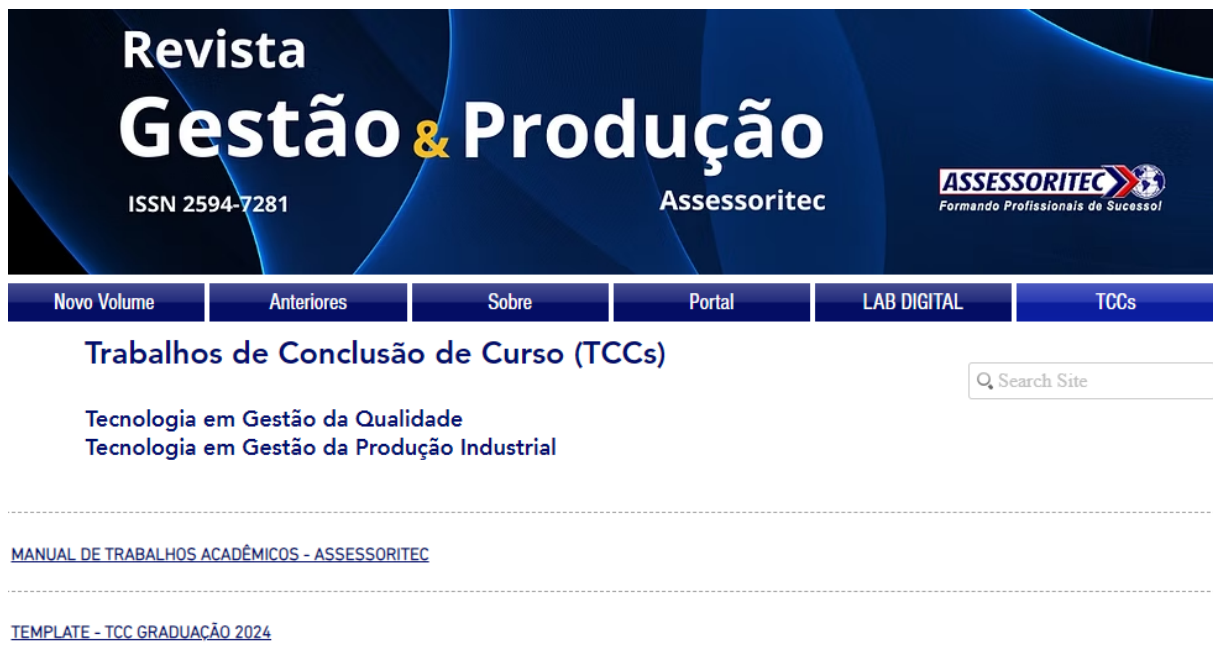 Revista
Gestão & Produção
ISSN 2594-7281
Assessoritec
ASSESSORITEC
Formando Profissionais de Sucesso!
Novo Volume
Anteriores
Sobre
Portal
LAB DIGITAL
TCCs
Trabalhos de Conclusão de Curso (TCCs)
Search Site
Tecnologia em Gestão da Qualidade
Tecnologia em Gestão da Produção Industrial
MANUAL DE TRABALHOS ACADÊMICOS - ASSESSORITEC
TEMPLATE - TCC GRADUAÇÃO 2024